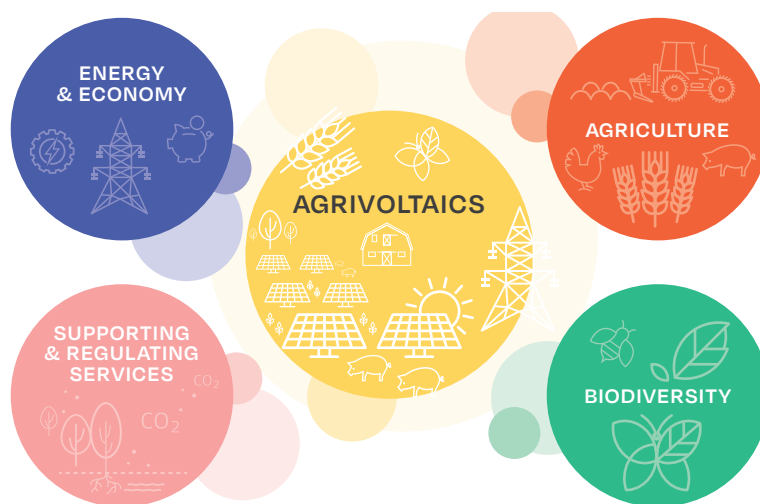 ENERGY
& ECONOMY
AGRICULTURE
AGRIVOLTAICS
SUPPORTING
& REGULATING
SERVICES
CO₂
CO₂
BIODIVERSITY